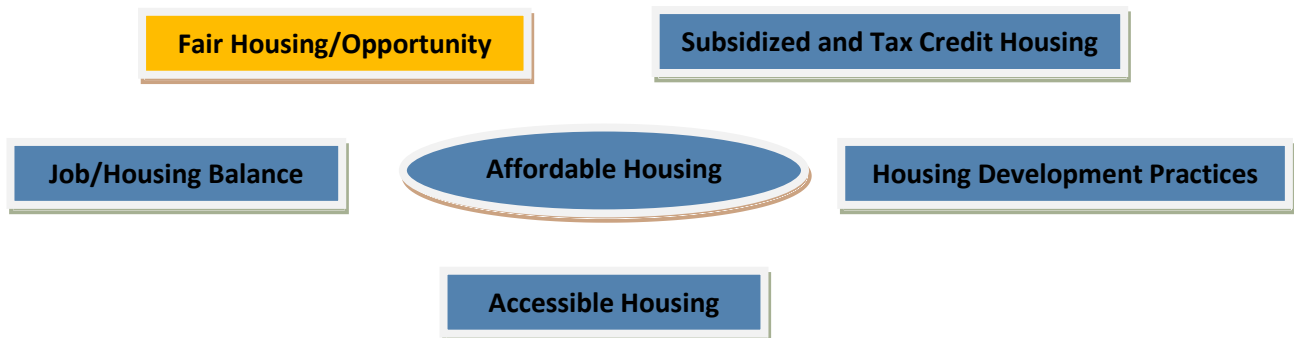 Fair Housing/Opportunity
Subsidized and Tax Credit Housing
Job/Housing Balance
Affordable Housing
Housing Development Practices
Accessible Housing